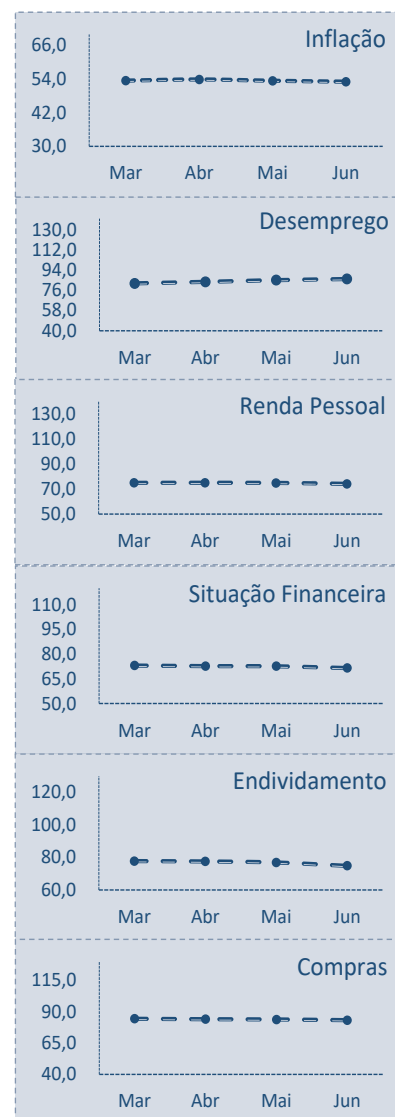 Inflação
66,0
54,0
42,0
30,0
Mar Abr Mai Jun
Desemprego
130,0
112,0
94,0
76,0
58,0
40,0
Mar Abr Mai Jun
Renda Pessoal
130,0
110,0
90,0
70,0
50,0
Mar Abr Mai Jun
Situação Financeira
110,0
95,0
80,0
65,0
50,0
Mar Abr Mai Jun
Endividamento
120,0
100,0
80,0
60,0
Mar Abr Mai Jun
Compras
115,0
90,0
65,0
40,0
Mar Abr Mai Jun